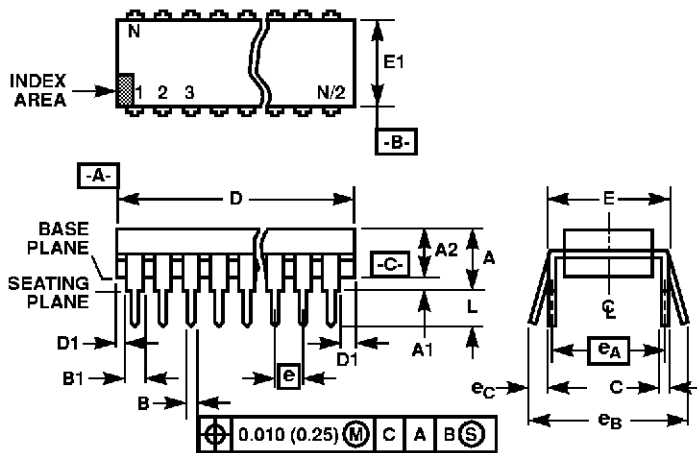 N
INDEX AREA
1 2 3 N/2
E1
-B-
-A-
D
E
BASE PLANE
A2
A
-C-
SEATING PLANE
L
℄
D1
A1
D1
e
eA
B1
eC
C
B
eB
⌖ 0.010 (0.25) Ⓜ C A B Ⓢ